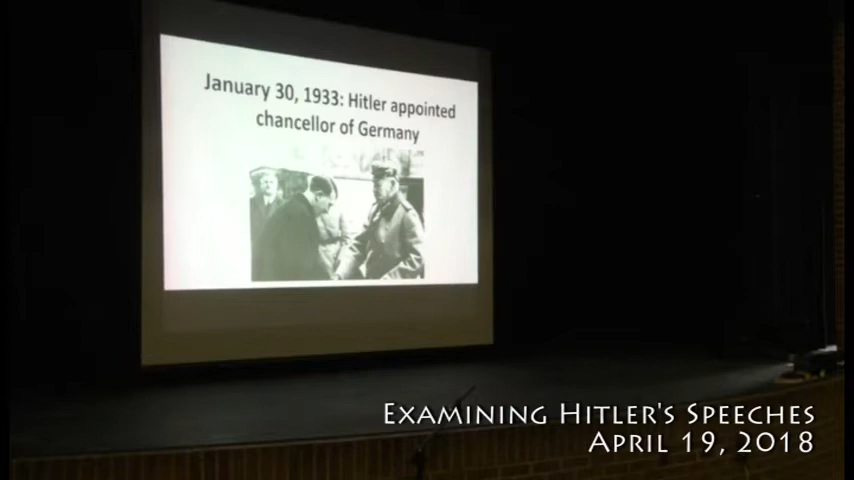 January 30, 1933: Hitler appointed
chancellor of Germany
Examining Hitler's Speeches
April 19, 2018